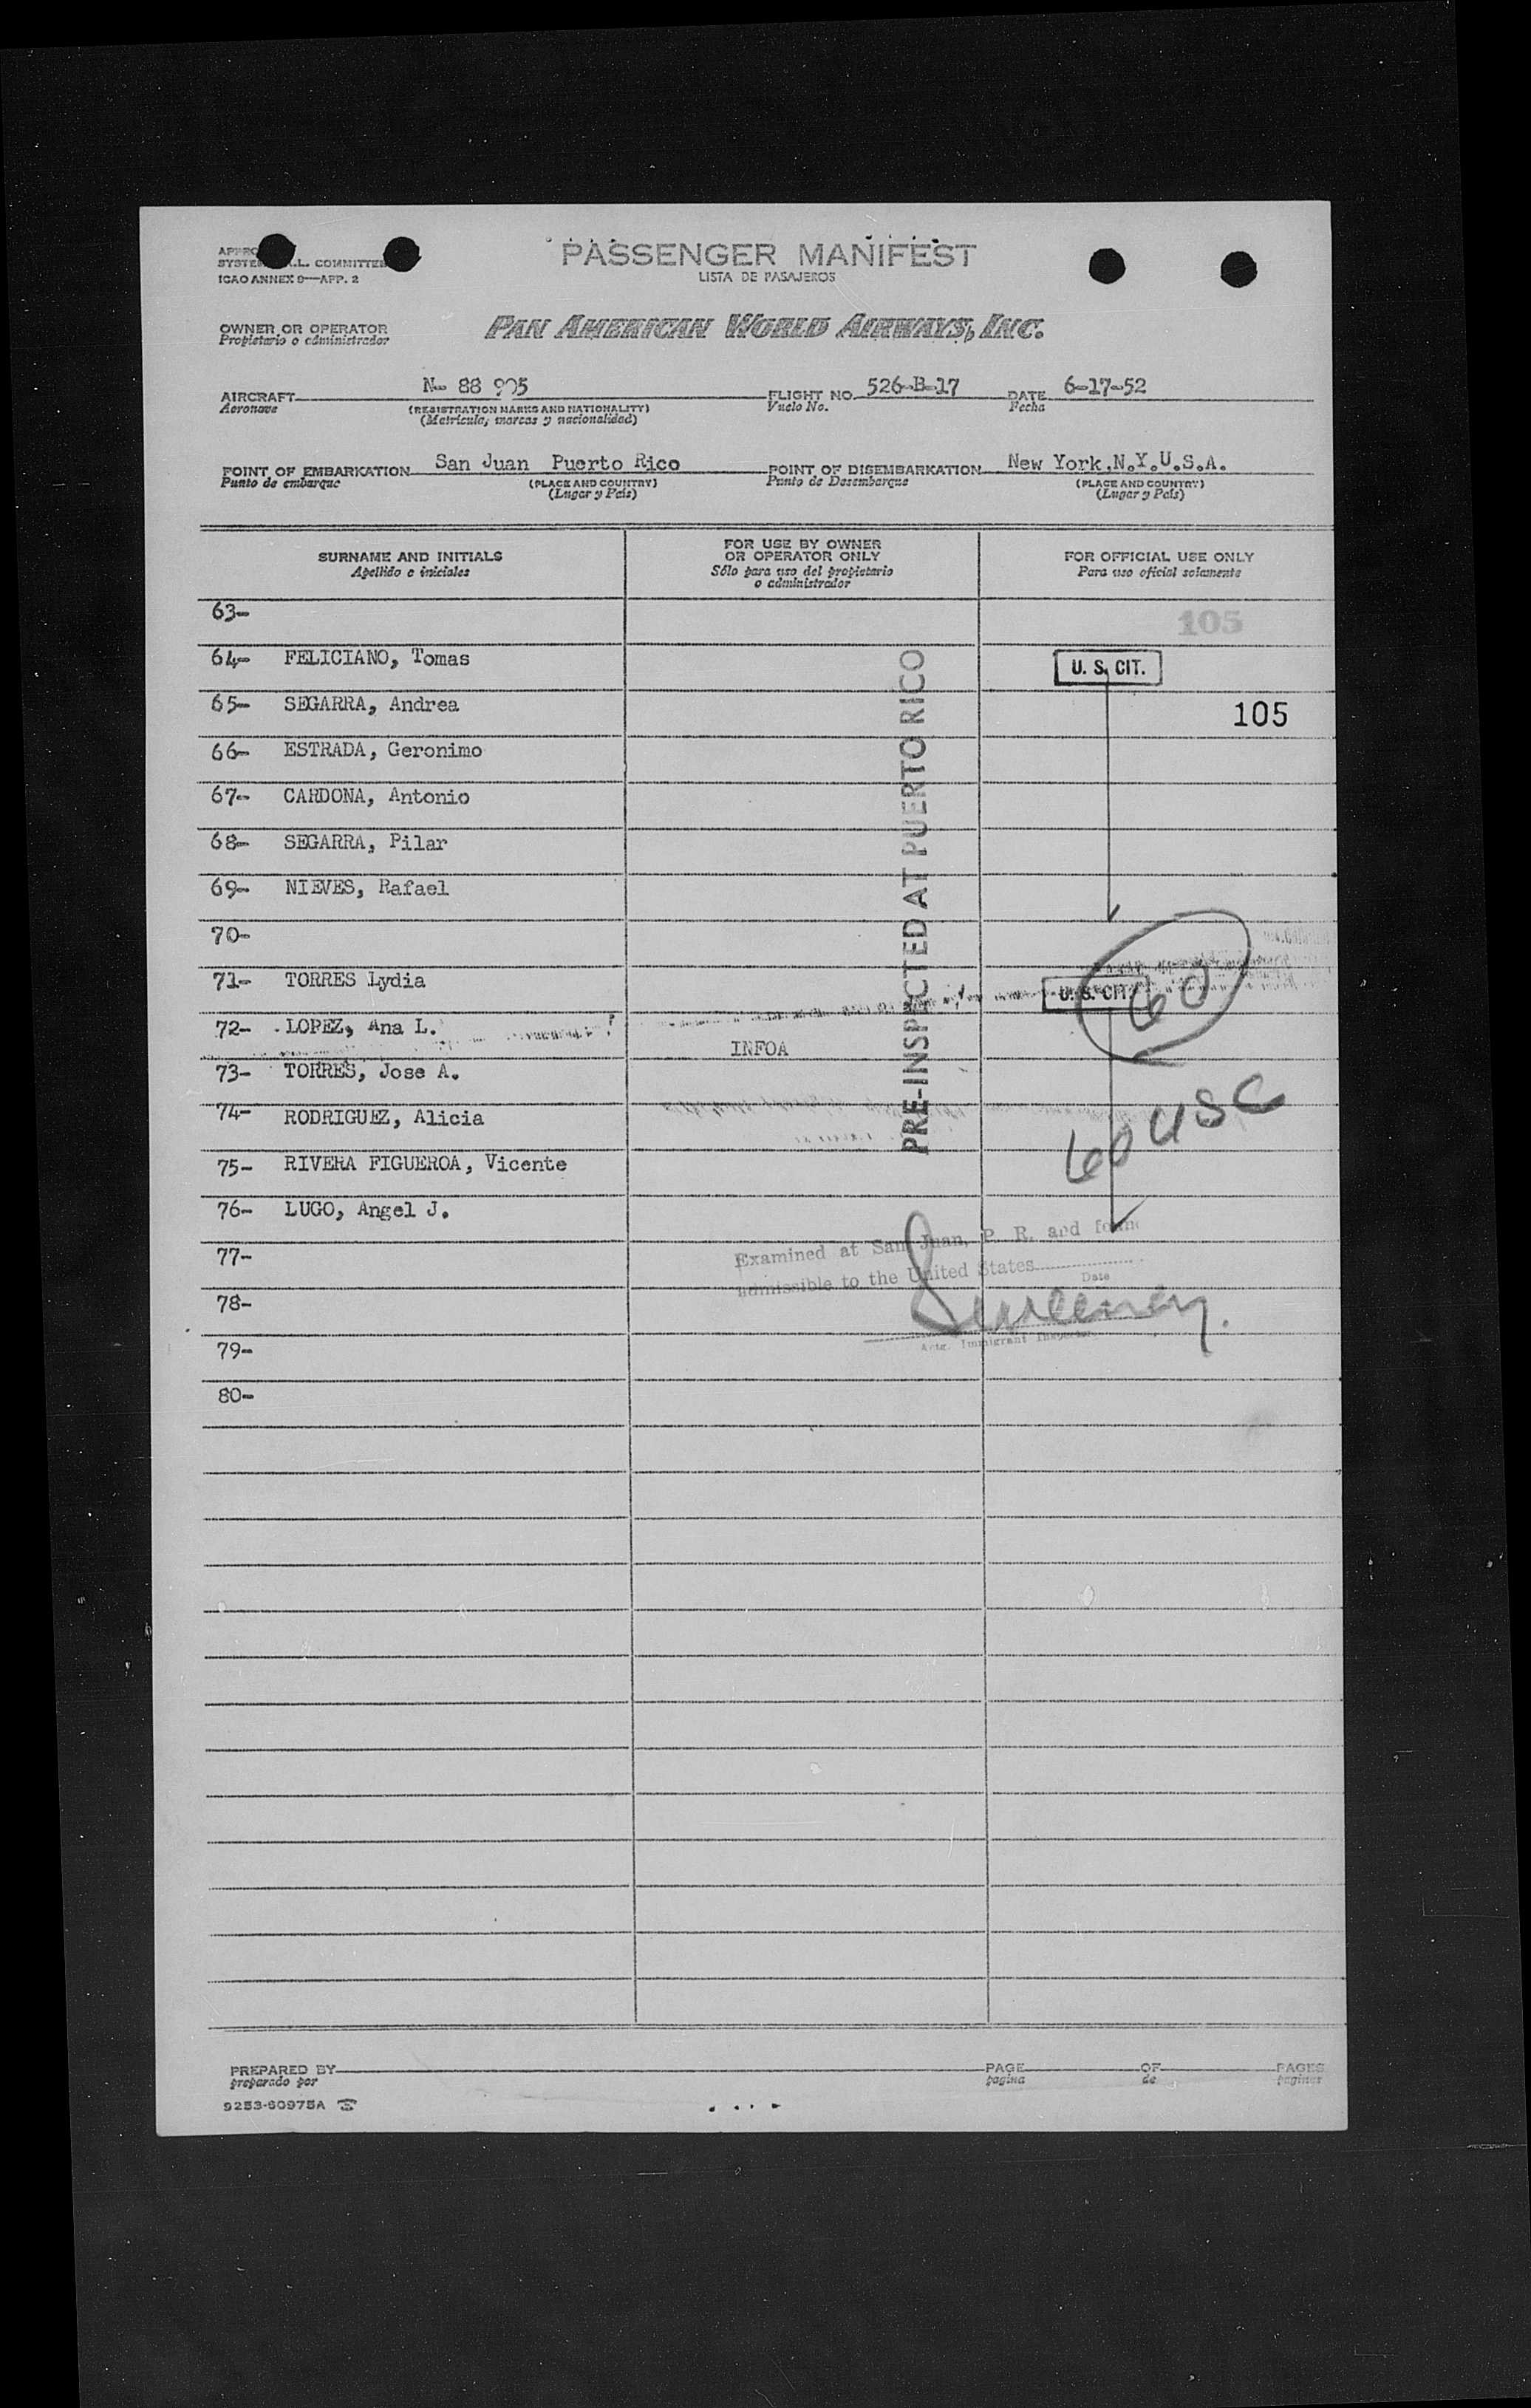 PASSENGER MANIFEST
LISTA DE PASAJEROS
SYSTEM .L. COMMITTEE
ICAO ANNEX 9—APP. 2
OWNER OR OPERATOR
Propietario o administrador
PAN AMERICAN WORLD AIRWAYS, INC.
AIRCRAFT N- 88 905 FLIGHT NO. 526-B-17 DATE 6-17-52
Aeronave (REGISTRATION MARKS AND NATIONALITY) Vuelo No. Fecha
(Matricula, marcas y nacionalidad)
POINT OF EMBARKATION San Juan Puerto Rico POINT OF DISEMBARKATION New York,N.Y.U.S.A.
Punto de embarque (PLACE AND COUNTRY) Punto de Desembarque (PLACE AND COUNTRY)
(Lugar y País) (Lugar y País)
SURNAME AND INITIALS
Apellido e iniciales
FOR USE BY OWNER
OR OPERATOR ONLY
Sólo para uso del propietario
o administrador
FOR OFFICIAL USE ONLY
Para uso oficial solamente
63- 105
64- FELICIANO, Tomas U. S. CIT.
65- SEGARRA, Andrea 105
66- ESTRADA, Geronimo
67- CARDONA, Antonio
68- SEGARRA, Pilar
69- NIEVES, Rafael
70-
71- TORRES Lydia U. S. CIT. 60
72- LOPEZ, Ana L.
INFOA
73- TORRES, Jose A.
74- RODRIGUEZ, Alicia 60 USC
75- RIVERA FIGUEROA, Vicente
76- LUGO, Angel J.
77-
78-
79-
80-
PRE-INSPECTED AT PUERTO RICO
Examined at San Juan, P. R. and found
admissible to the United States
Date
Sweeney.
Actg. Immigrant Inspector
PREPARED BY PAGE OF PAGES
preparado por pagina de paginas
9253-60975A